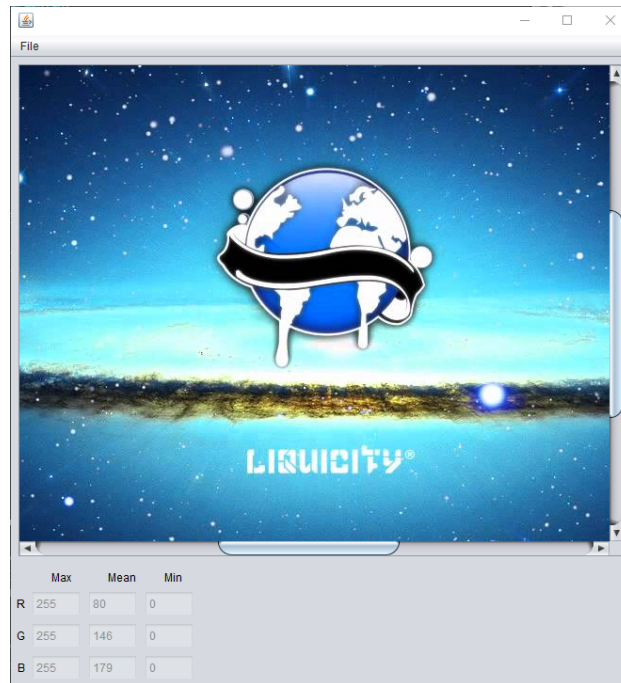 File
LIQUICITY®
Max Mean Min
R 255 80 0
G 255 146 0
B 255 179 0